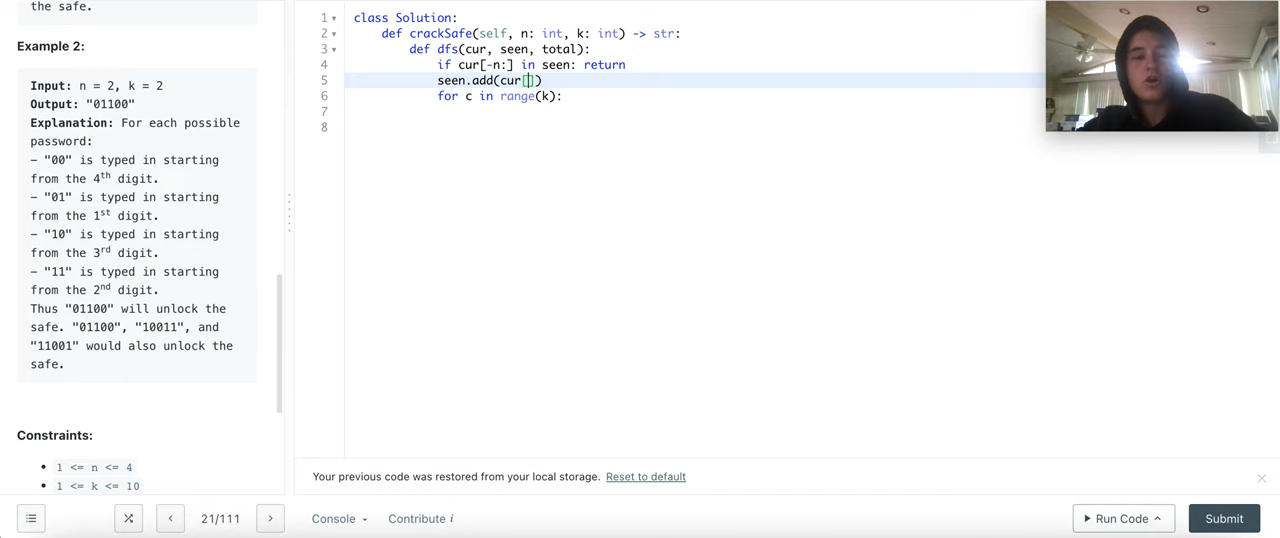 the safe.
Example 2:
Input: n = 2, k = 2
Output: "01100"
Explanation: For each possible
password:
- "00" is typed in starting
from the 4th digit.
- "01" is typed in starting
from the 1st digit.
- "10" is typed in starting
from the 3rd digit.
- "11" is typed in starting
from the 2nd digit.
Thus "01100" will unlock the
safe. "01100", "10011", and
"11001" would also unlock the
safe.
Constraints:
• 1 <= n <= 4
• 1 <= k <= 10
1 class Solution:
2 def crackSafe(self, n: int, k: int) -> str:
3 def dfs(cur, seen, total):
4 if cur[-n:] in seen: return
5 seen.add(cur[])
6 for c in range(k):
7
8
Your previous code was restored from your local storage. Reset to default
21/111
Console
Contribute i
Run Code
Submit